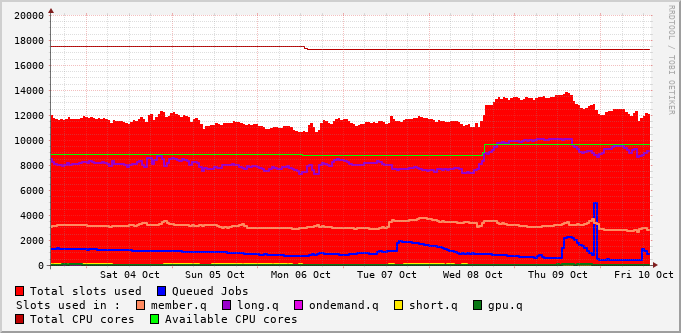 20000
18000
16000
14000
12000
10000
8000
6000
4000
2000
0
Sat 04 Oct Sun 05 Oct Mon 06 Oct Tue 07 Oct Wed 08 Oct Thu 09 Oct Fri 10 Oct
RRDTOOL / TOBI OETIKER
Total slots used Queued Jobs
Slots used in : member.q long.q ondemand.q short.q gpu.q
Total CPU cores Available CPU cores